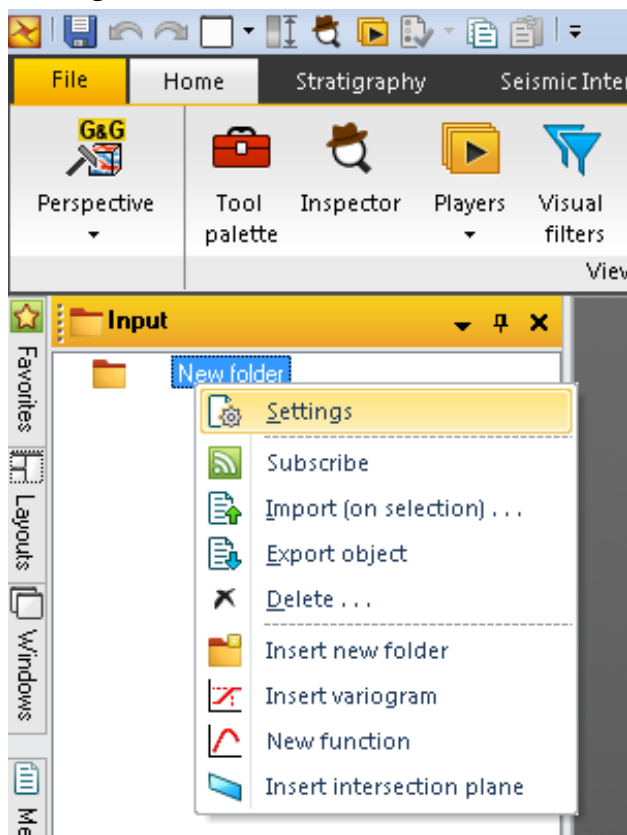 File Home Stratigraphy Seismic Inter
G&G
Perspective Tool palette Inspector Players Visual filters
View
Input
New folder
Settings
Subscribe
Import (on selection) . . .
Export object
Delete . . .
Insert new folder
Insert variogram
New function
Insert intersection plane
Favorites
Layouts
Windows
Me